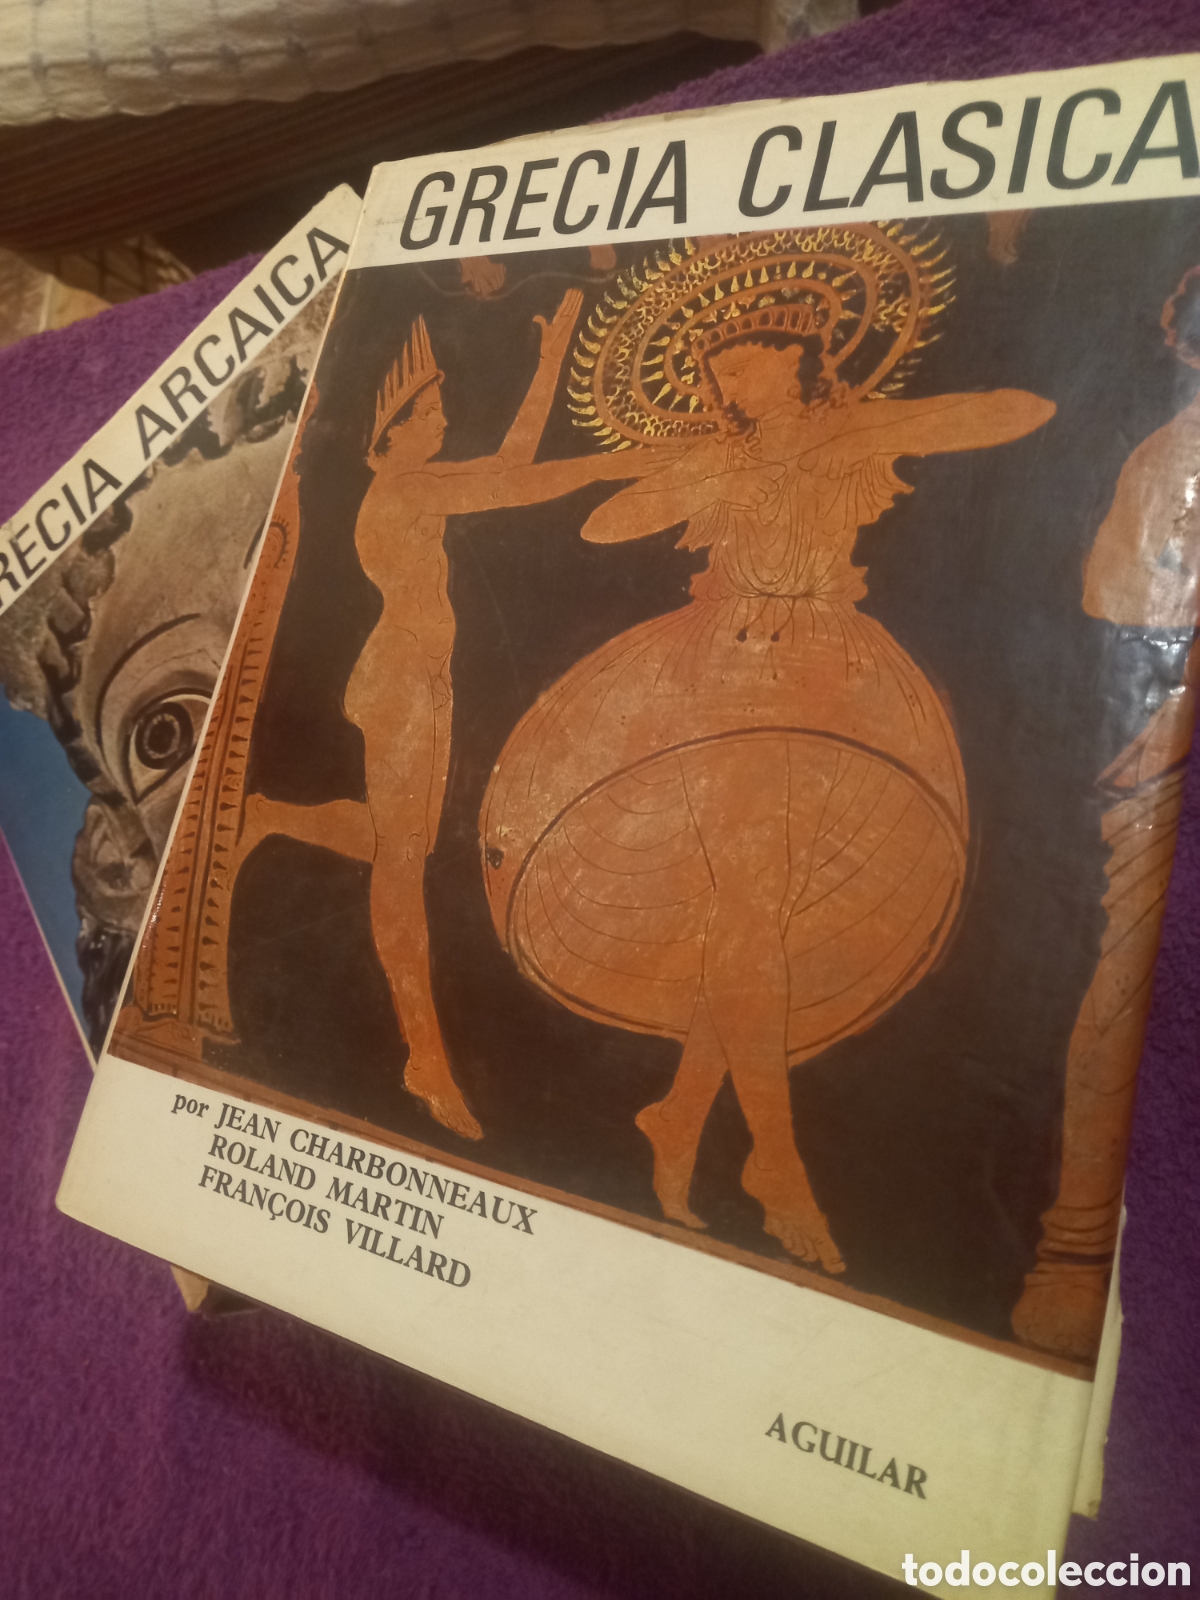 GRECIA CLASICA
RECIA ARCAICA
por JEAN CHARBONNEAUX
ROLAND MARTIN
FRANÇOIS VILLARD
AGUILAR
todocoleccion